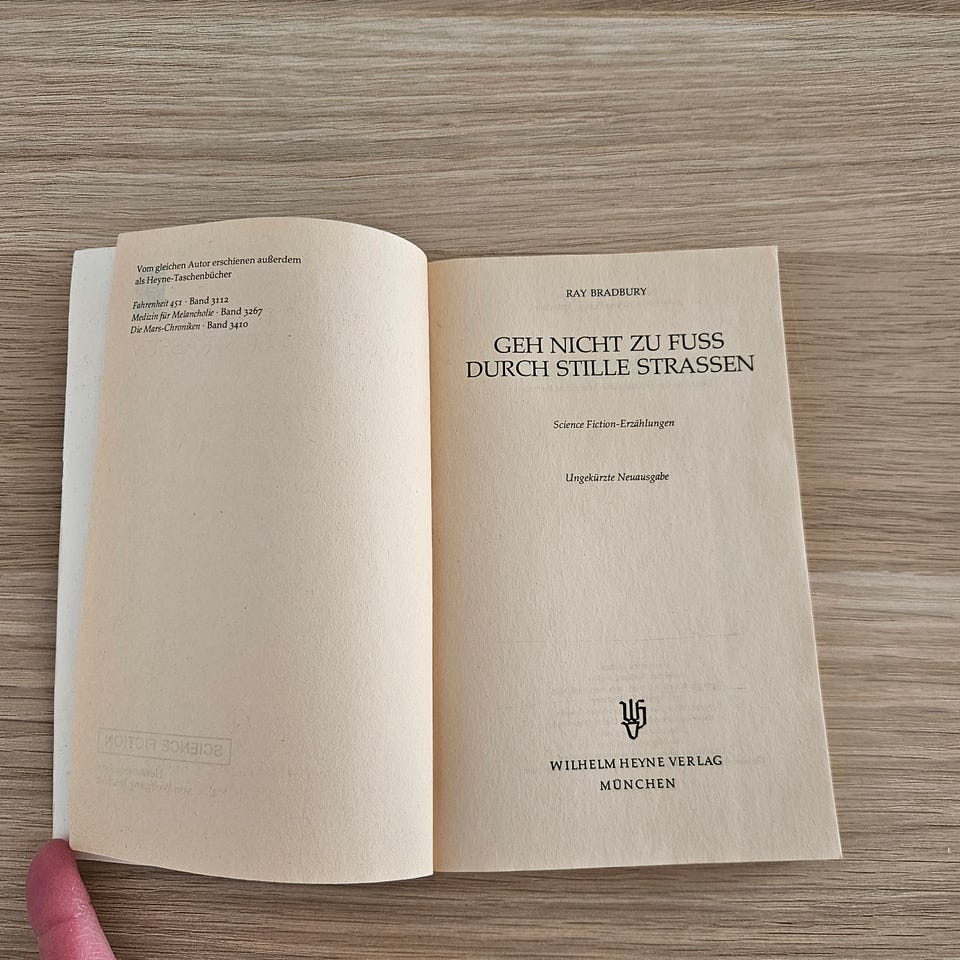 Vom gleichen Autor erschienen außerdem
als Heyne-Taschenbücher
Fahrenheit 451 · Band 3112
Medizin für Melancholie · Band 3267
Die Mars-Chroniken · Band 3410
SCIENCE FICTION
RAY BRADBURY
GEH NICHT ZU FUSS
DURCH STILLE STRASSEN
Science Fiction-Erzählungen
Ungekürzte Neuausgabe
WILHELM HEYNE VERLAG
MÜNCHEN